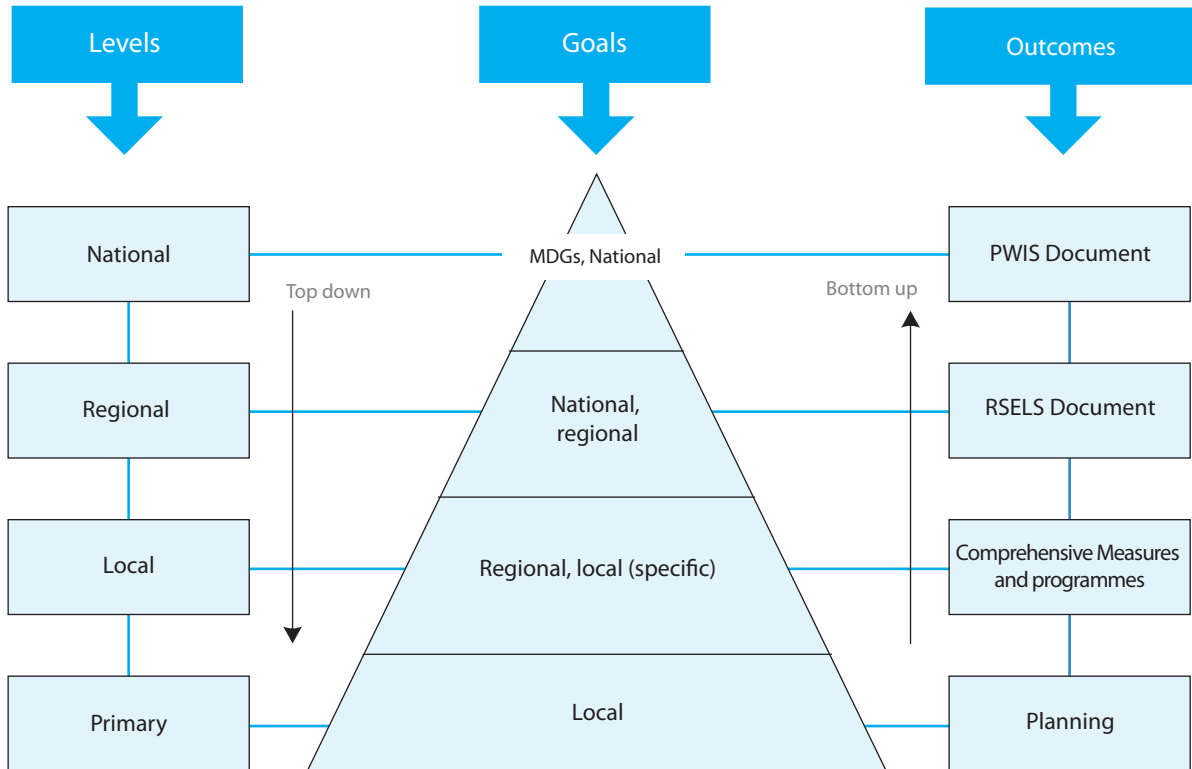 Levels
Goals
Outcomes
National
MDGs, National
PWIS Document
Top down
Bottom up
Regional
National,
regional
RSELS Document
Local
Regional, local (specific)
Comprehensive Measures
and programmes
Primary
Local
Planning